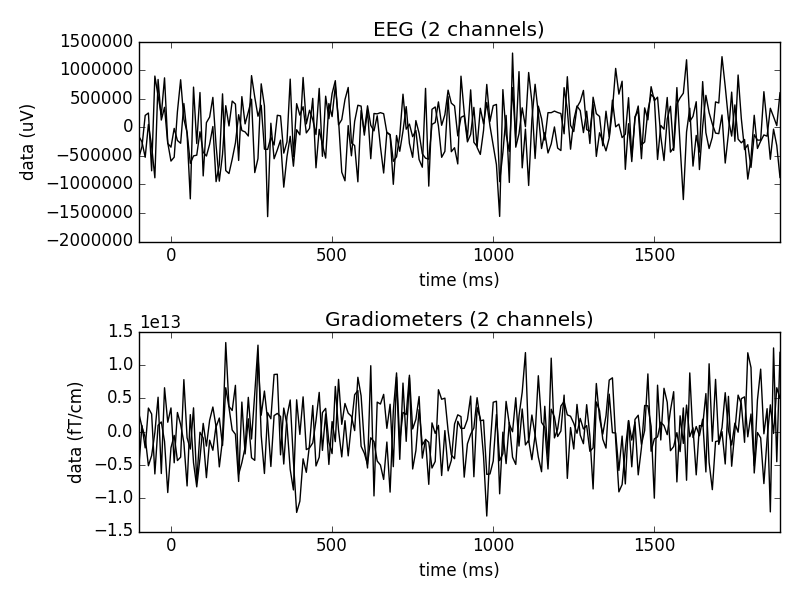 EEG (2 channels)
1500000
1000000
500000
0
−500000
−1000000
−1500000
−2000000
data (uV)
0 500 1000 1500
time (ms)
Gradiometers (2 channels)
1e13
1.5
1.0
0.5
0.0
−0.5
−1.0
−1.5
data (fT/cm)
0 500 1000 1500
time (ms)